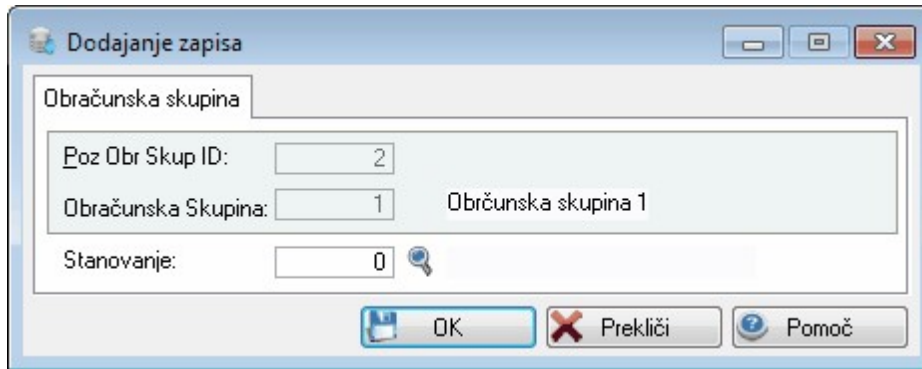 Dodajanje zapisa
Obračunska skupina
Poz Obr Skup ID: 2
Obračunska Skupina: 1 Obrčunska skupina 1
Stanovanje: 0
OK Prekliči Pomoč